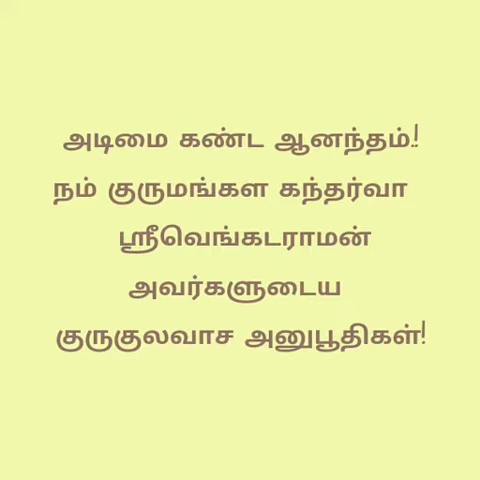 அடிமை கண்ட ஆனந்தம்.!
நம் குருமங்கள கந்தர்வா
ஸ்ரீவெங்கடராமன்
அவர்களுடைய
குருகுலவாச அனுபூதிகள்!